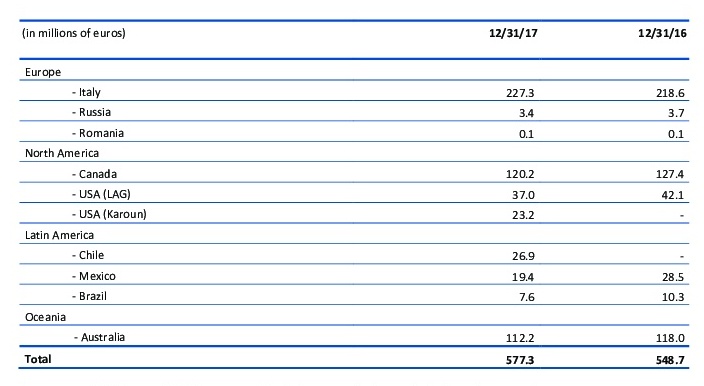 (in millions of euros) 12/31/17 12/31/16
Europe
- Italy 227.3 218.6
- Russia 3.4 3.7
- Romania 0.1 0.1
North America
- Canada 120.2 127.4
- USA (LAG) 37.0 42.1
- USA (Karoun) 23.2 -
Latin America
- Chile 26.9 -
- Mexico 19.4 28.5
- Brazil 7.6 10.3
Oceania
- Australia 112.2 118.0
Total 577.3 548.7